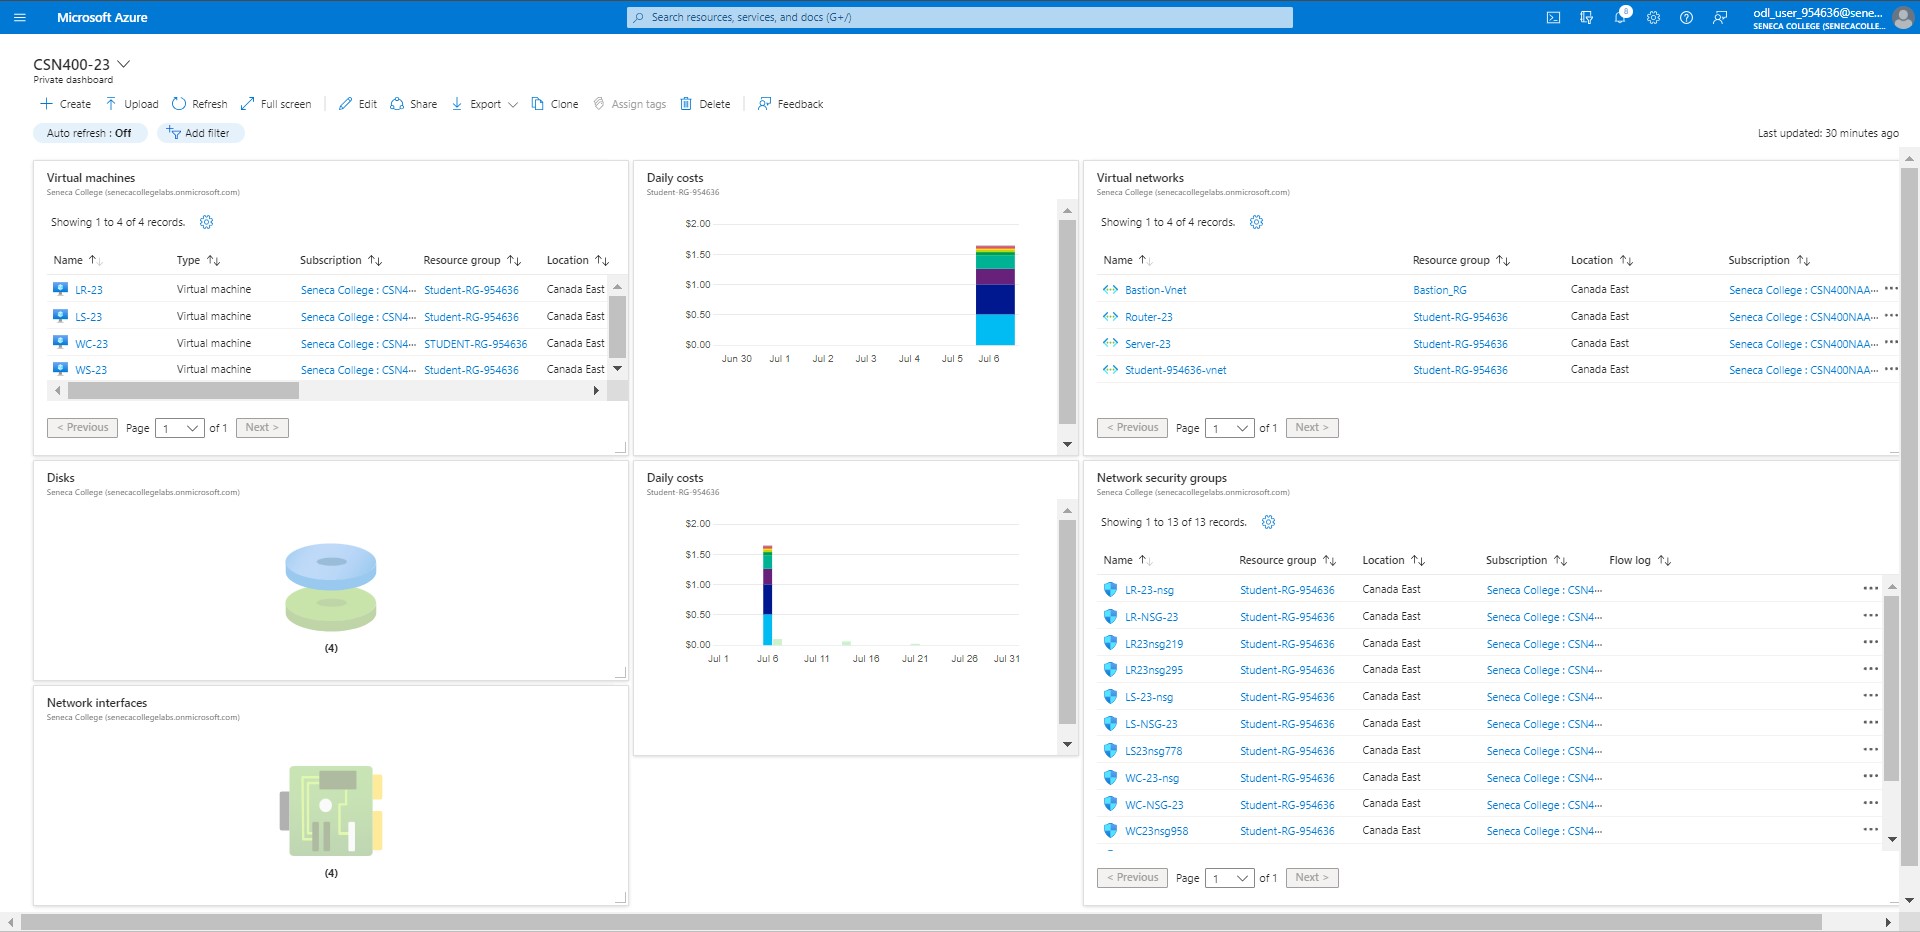 Microsoft Azure
Search resources, services, and docs (G+/)
8
odl_user_954636@sene...
SENECA COLLEGE (SENECACOLLE...
CSN400-23
Private dashboard
Create Upload Refresh Full screen Edit Share Export Clone Assign tags Delete Feedback
Auto refresh : Off Add filter
Last updated: 30 minutes ago
Virtual machines
Seneca College (senecacollegelabs.onmicrosoft.com)
Showing 1 to 4 of 4 records.
Name Type Subscription Resource group Location
LR-23 Virtual machine Seneca College : CSN4··· Student-RG-954636 Canada East
LS-23 Virtual machine Seneca College : CSN4··· Student-RG-954636 Canada East
WC-23 Virtual machine Seneca College : CSN4··· STUDENT-RG-954636 Canada East
WS-23 Virtual machine Seneca College : CSN4··· Student-RG-954636 Canada East
< Previous Page 1 of 1 Next >
Daily costs
Student-RG-954636
$2.00
$1.50
$1.00
$0.50
$0.00
Jun 30 Jul 1 Jul 2 Jul 3 Jul 4 Jul 5 Jul 6
Virtual networks
Seneca College (senecacollegelabs.onmicrosoft.com)
Showing 1 to 4 of 4 records.
Name Resource group Location Subscription
Bastion-Vnet Bastion_RG Canada East Seneca College : CSN400NAA··· ···
Router-23 Student-RG-954636 Canada East Seneca College : CSN400NAA··· ···
Server-23 Student-RG-954636 Canada East Seneca College : CSN400NAA··· ···
Student-954636-vnet Student-RG-954636 Canada East Seneca College : CSN400NAA··· ···
< Previous Page 1 of 1 Next >
Disks
Seneca College (senecacollegelabs.onmicrosoft.com)
(4)
Daily costs
Student-RG-954636
$2.00
$1.50
$1.00
$0.50
$0.00
Jul 1 Jul 6 Jul 11 Jul 16 Jul 21 Jul 26 Jul 31
Network security groups
Seneca College (senecacollegelabs.onmicrosoft.com)
Showing 1 to 13 of 13 records.
Name Resource group Location Subscription Flow log
LR-23-nsg Student-RG-954636 Canada East Seneca College : CSN4··· ···
LR-NSG-23 Student-RG-954636 Canada East Seneca College : CSN4··· ···
LR23nsg219 Student-RG-954636 Canada East Seneca College : CSN4··· ···
LR23nsg295 Student-RG-954636 Canada East Seneca College : CSN4··· ···
LS-23-nsg Student-RG-954636 Canada East Seneca College : CSN4··· ···
LS-NSG-23 Student-RG-954636 Canada East Seneca College : CSN4··· ···
LS23nsg778 Student-RG-954636 Canada East Seneca College : CSN4··· ···
WC-23-nsg Student-RG-954636 Canada East Seneca College : CSN4··· ···
WC-NSG-23 Student-RG-954636 Canada East Seneca College : CSN4··· ···
WC23nsg958 Student-RG-954636 Canada East Seneca College : CSN4··· ···
< Previous Page 1 of 1 Next >
Network interfaces
Seneca College (senecacollegelabs.onmicrosoft.com)
(4)